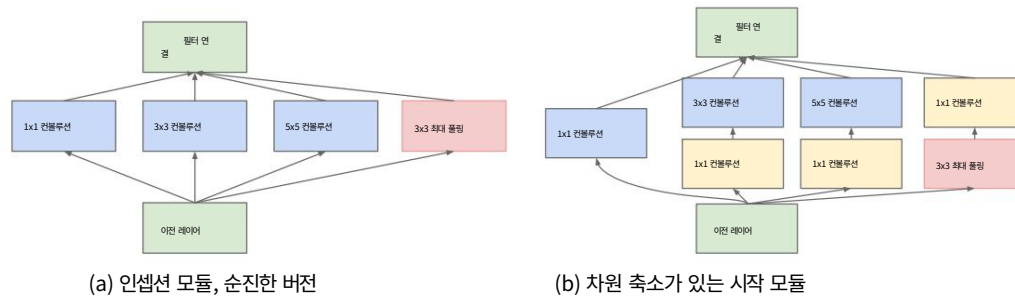 필터 연
결
1x1 컨볼루션
3x3 컨볼루션
5x5 컨볼루션
3x3 최대 풀링
이전 레이어
(a) 인셉션 모듈, 순진한 버전
필터 연
결
3x3 컨볼루션
5x5 컨볼루션
1x1 컨볼루션
1x1 컨볼루션
1x1 컨볼루션
1x1 컨볼루션
3x3 최대 풀링
이전 레이어
(b) 차원 축소가 있는 시작 모듈